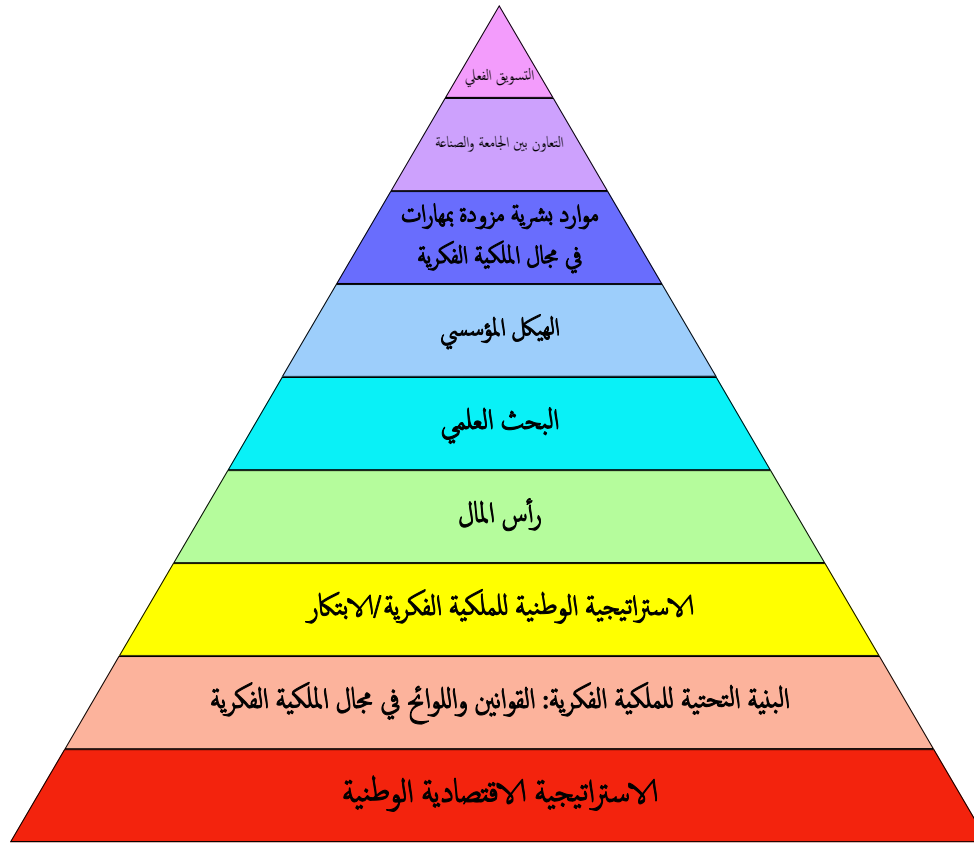 التسويق الفعلي
التعاون بين الجامعة والصناعة
موارد بشرية مزودة بمهارات
في مجال الملكية الفكرية
الهيكل المؤسسي
البحث العلمي
رأس المال
الاستراتيجية الوطنية للملكية الفكرية/الابتكار
البنية التحتية للملكية الفكرية: القوانين واللوائح في مجال الملكية الفكرية
الاستراتيجية الاقتصادية الوطنية